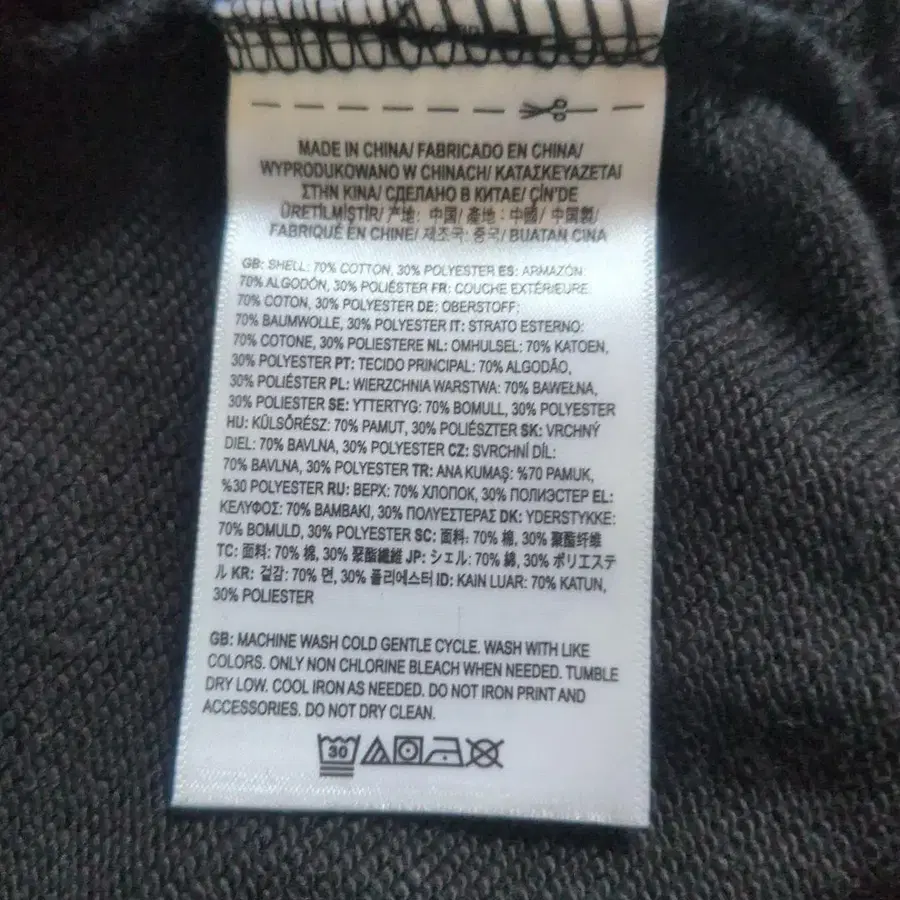 MADE IN CHINA/ FABRICADO EN CHINA/
WYPRODUKOWANO W CHINACH/ ΚΑΤΑΣΚΕΥΑΖΕΤΑΙ
ΣΤΗΝ ΚΙΝΑ/ СДЕЛАНО В КИТАЕ/ ÇİN'DE
ÜRETİLMİŞTİR/ 产地: 中国/ 產地: 中國/ 中国製/
FABRIQUÉ EN CHINE/ 제조국: 중국/ BUATAN CINA
GB: SHELL: 70% COTTON, 30% POLYESTER ES: ARMAZÓN:
70% ALGODÓN, 30% POLIÉSTER FR: COUCHE EXTÉRIEURE:
70% COTON, 30% POLYESTER DE: OBERSTOFF:
70% BAUMWOLLE, 30% POLYESTER IT: STRATO ESTERNO:
70% COTONE, 30% POLIESTERE NL: OMHULSEL: 70% KATOEN,
30% POLYESTER PT: TECIDO PRINCIPAL: 70% ALGODÃO,
30% POLIÉSTER PL: WIERZCHNIA WARSTWA: 70% BAWEŁNA,
30% POLIESTER SE: YTTERTYG: 70% BOMULL, 30% POLYESTER
HU: KÜLSŐRÉSZ: 70% PAMUT, 30% POLIÉSZTER SK: VRCHNÝ
DIEL: 70% BAVLNA, 30% POLYESTER CZ: SVRCHNÍ DÍL:
70% BAVLNA, 30% POLYESTER TR: ANA KUMAŞ: %70 PAMUK,
%30 POLYESTER RU: ВЕРХ: 70% ХЛОПОК, 30% ПОЛИЭСТЕР EL:
ΚΕΛΥΦΟΣ: 70% ΒΑΜΒΑΚΙ, 30% ΠΟΛΥΕΣΤΕΡΑΣ DK: YDERSTYKKE:
70% BOMULD, 30% POLYESTER SC: 面料: 70% 棉, 30% 聚酯纤维
TC: 面料: 70% 棉, 30% 聚酯纖維 JP: シェル: 70% 綿, 30% ポリエステ
ル KR: 겉감: 70% 면, 30% 폴리에스터 ID: KAIN LUAR: 70% KATUN,
30% POLIESTER
GB: MACHINE WASH COLD GENTLE CYCLE. WASH WITH LIKE
COLORS. ONLY NON CHLORINE BLEACH WHEN NEEDED. TUMBLE
DRY LOW. COOL IRON AS NEEDED. DO NOT IRON PRINT AND
ACCESSORIES. DO NOT DRY CLEAN.
30